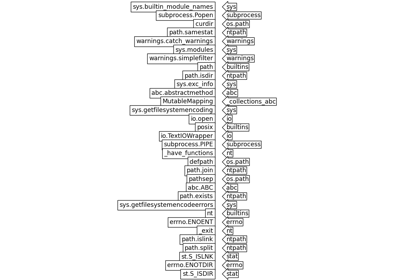 sys.builtin_module_names sys
subprocess.Popen subprocess
curdir os.path
path.samestat ntpath
warnings.catch_warnings warnings
sys.modules sys
warnings.simplefilter warnings
path builtins
path.isdir ntpath
sys.exc_info sys
abc.abstractmethod abc
MutableMapping _collections_abc
sys.getfilesystemencoding sys
io.open io
posix builtins
io.TextIOWrapper io
subprocess.PIPE subprocess
_have_functions nt
defpath os.path
path.join ntpath
pathsep os.path
abc.ABC abc
path.exists ntpath
sys.getfilesystemencodeerrors sys
nt builtins
errno.ENOENT errno
_exit nt
path.islink ntpath
path.split ntpath
st.S_ISLNK stat
errno.ENOTDIR errno
st.S_ISDIR stat